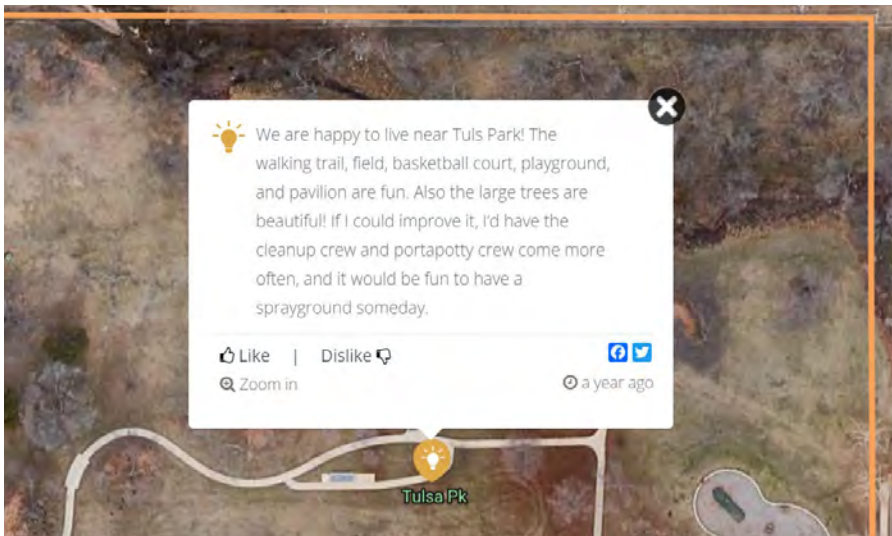 We are happy to live near Tuls Park! The
walking trail, field, basketball court, playground,
and pavilion are fun. Also the large trees are
beautiful! If I could improve it, I'd have the
cleanup crew and portapotty crew come more
often, and it would be fun to have a
sprayground someday.
Like | Dislike
Zoom in
a year ago
Tulsa Pk